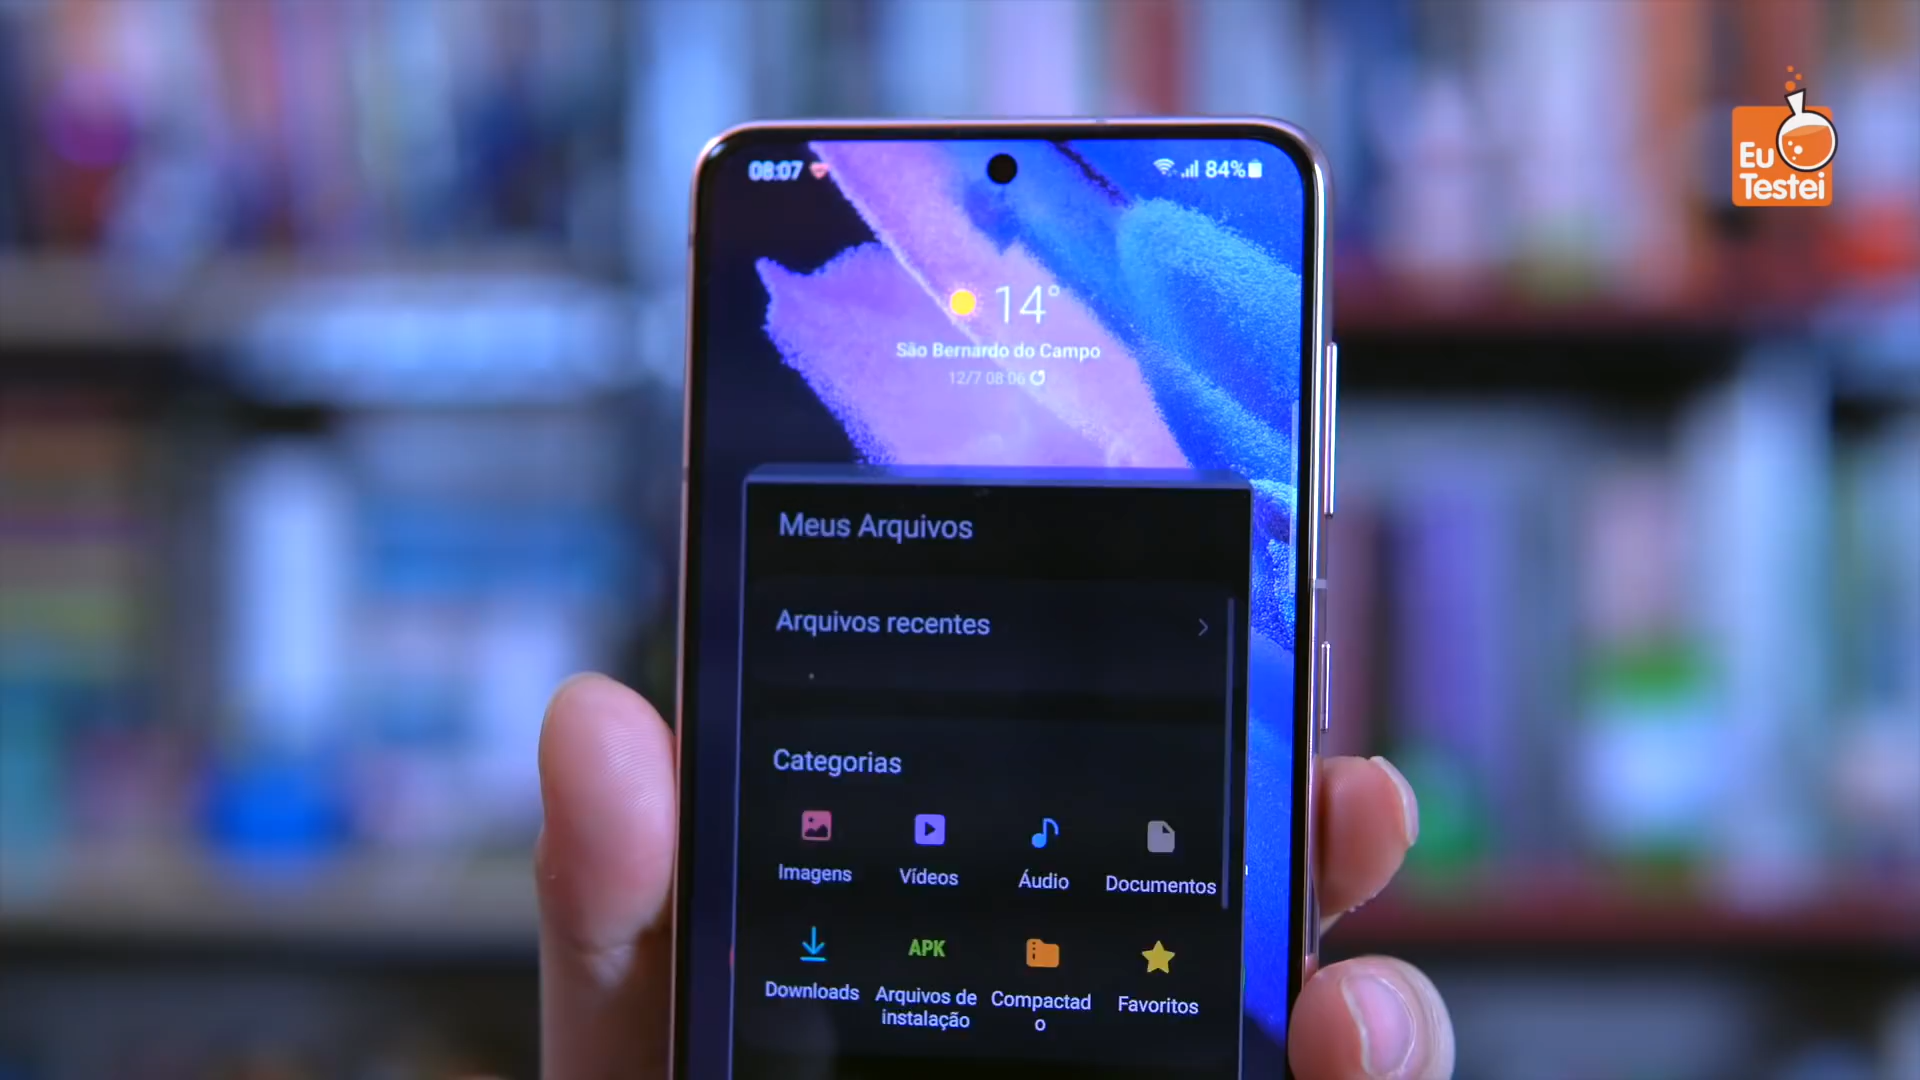 Eu
Testei
08:07
84%
14°
São Bernardo do Campo
12/7 08:06
Meus Arquivos
Arquivos recentes
Categorias
Imagens
Vídeos
Áudio
Documentos
APK
Downloads
Arquivos de
instalação
Compactad
o
Favoritos